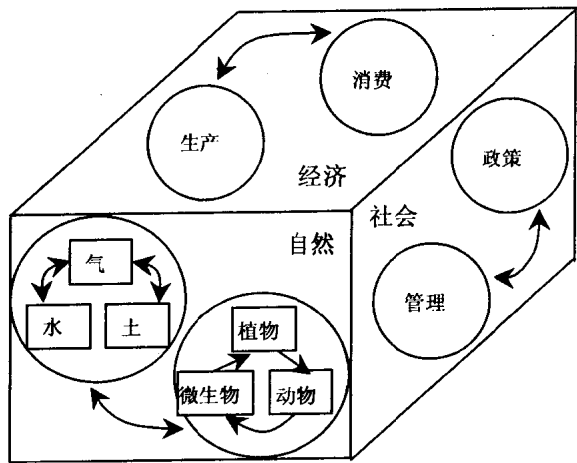 消费
生产
政策
经济
社会
自然
气
水
土
管理
植物
微生物
动物